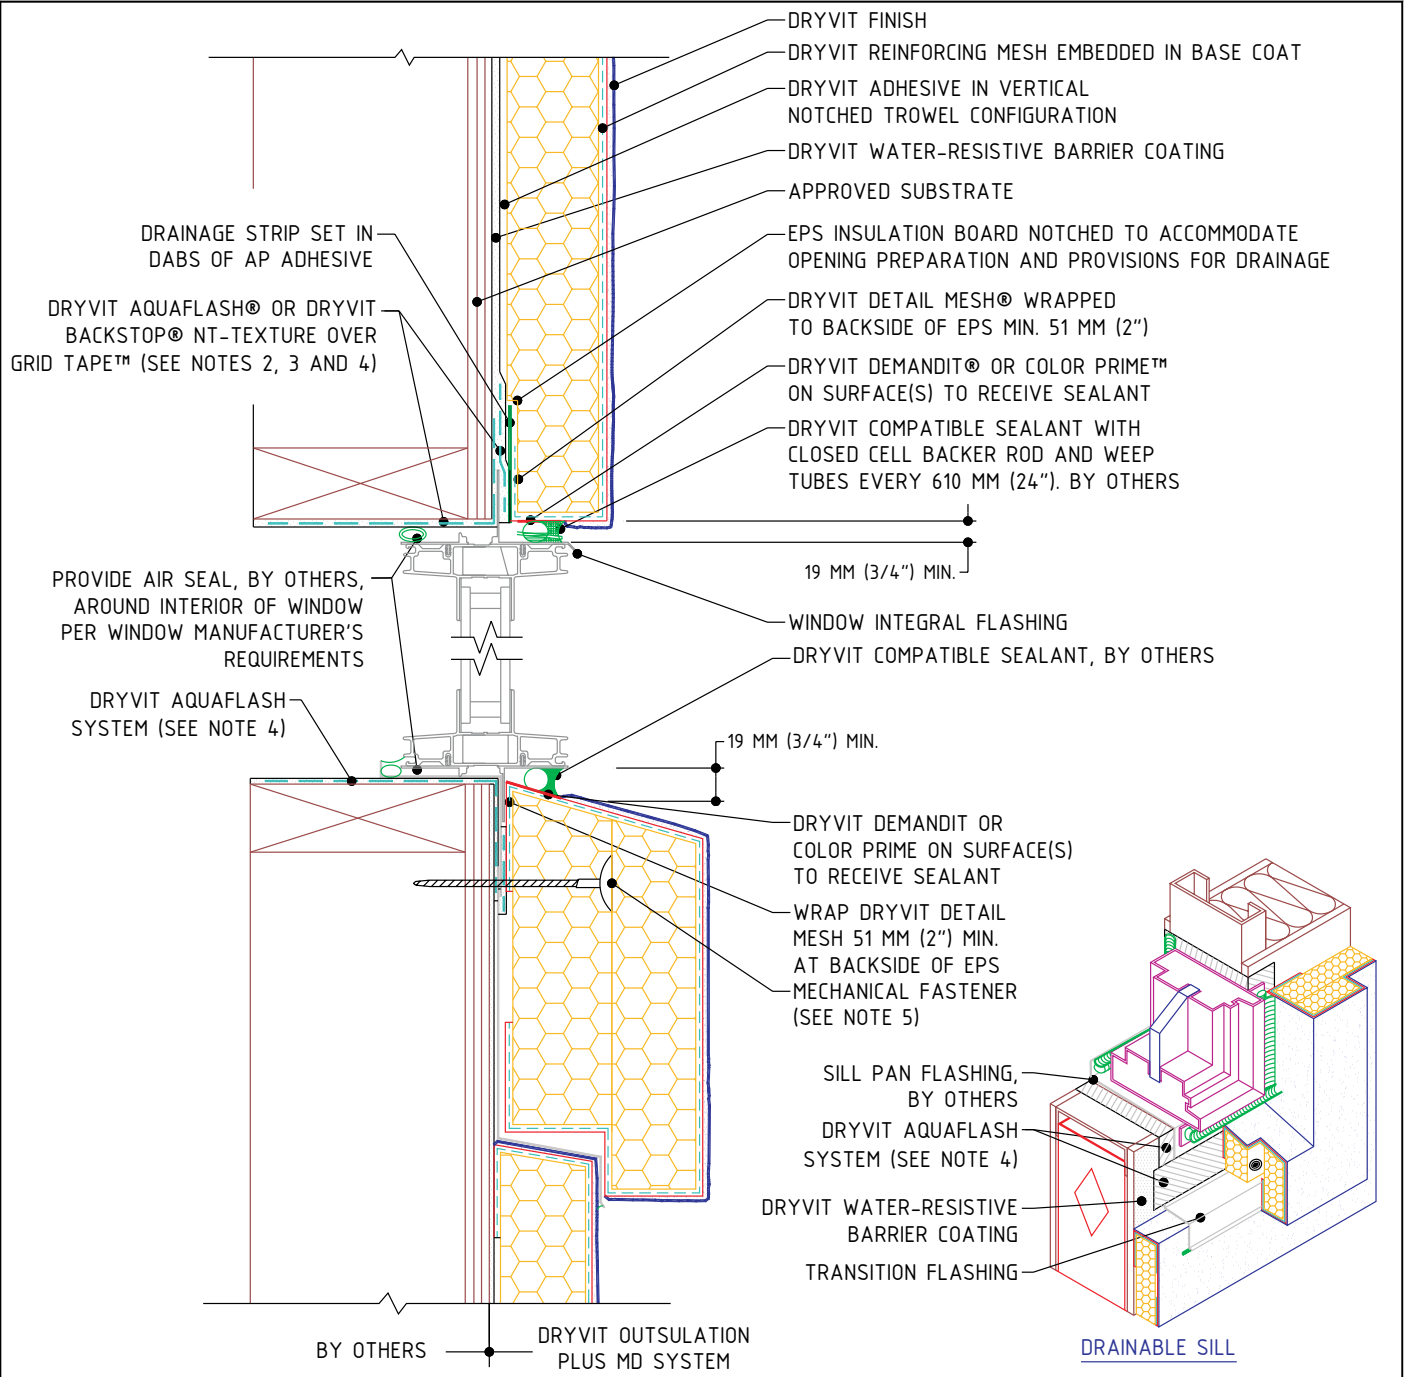 DRYVIT FINISH
DRYVIT REINFORCING MESH EMBEDDED IN BASE COAT
DRYVIT ADHESIVE IN VERTICAL
NOTCHED TROWEL CONFIGURATION
DRYVIT WATER-RESISTIVE BARRIER COATING
APPROVED SUBSTRATE
EPS INSULATION BOARD NOTCHED TO ACCOMMODATE
OPENING PREPARATION AND PROVISIONS FOR DRAINAGE
DRYVIT DETAIL MESH® WRAPPED
TO BACKSIDE OF EPS MIN. 51 MM (2")
DRYVIT DEMANDIT® OR COLOR PRIME™
ON SURFACE(S) TO RECEIVE SEALANT
DRYVIT COMPATIBLE SEALANT WITH
CLOSED CELL BACKER ROD AND WEEP
TUBES EVERY 610 MM (24"). BY OTHERS
19 MM (3/4") MIN.
WINDOW INTEGRAL FLASHING
DRYVIT COMPATIBLE SEALANT, BY OTHERS
19 MM (3/4") MIN.
DRYVIT DEMANDIT OR
COLOR PRIME ON SURFACE(S)
TO RECEIVE SEALANT
WRAP DRYVIT DETAIL
MESH 51 MM (2") MIN.
AT BACKSIDE OF EPS
MECHANICAL FASTENER
(SEE NOTE 5)
DRAINAGE STRIP SET IN
DABS OF AP ADHESIVE
DRYVIT AQUAFLASH® OR DRYVIT
BACKSTOP® NT-TEXTURE OVER
GRID TAPE™ (SEE NOTES 2, 3 AND 4)
PROVIDE AIR SEAL, BY OTHERS,
AROUND INTERIOR OF WINDOW
PER WINDOW MANUFACTURER'S
REQUIREMENTS
DRYVIT AQUAFLASH
SYSTEM (SEE NOTE 4)
SILL PAN FLASHING,
BY OTHERS
DRYVIT AQUAFLASH
SYSTEM (SEE NOTE 4)
DRYVIT WATER-RESISTIVE
BARRIER COATING
TRANSITION FLASHING
DRAINABLE SILL
BY OTHERS
DRYVIT OUTSULATION
PLUS MD SYSTEM